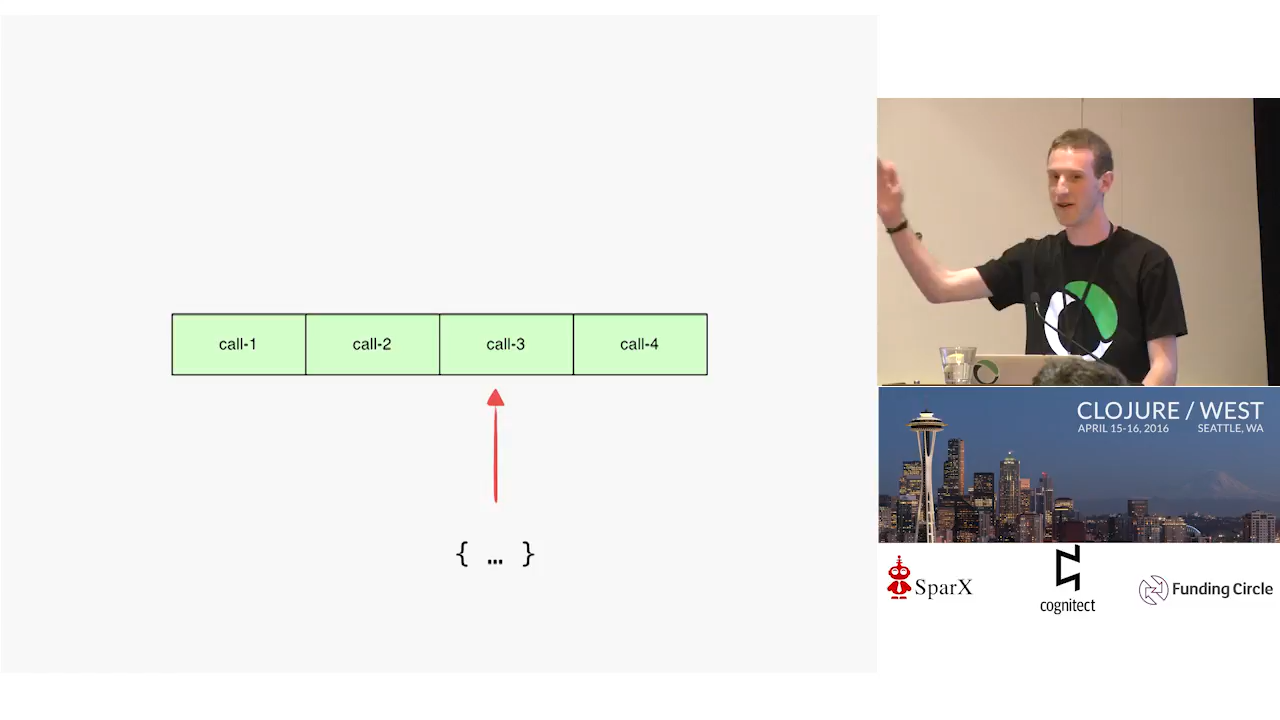 call-1 call-2 call-3 call-4
{ … }
CLOJURE / WEST
APRIL 15-16, 2016 SEATTLE, WA
SparX
cognitect
Funding Circle